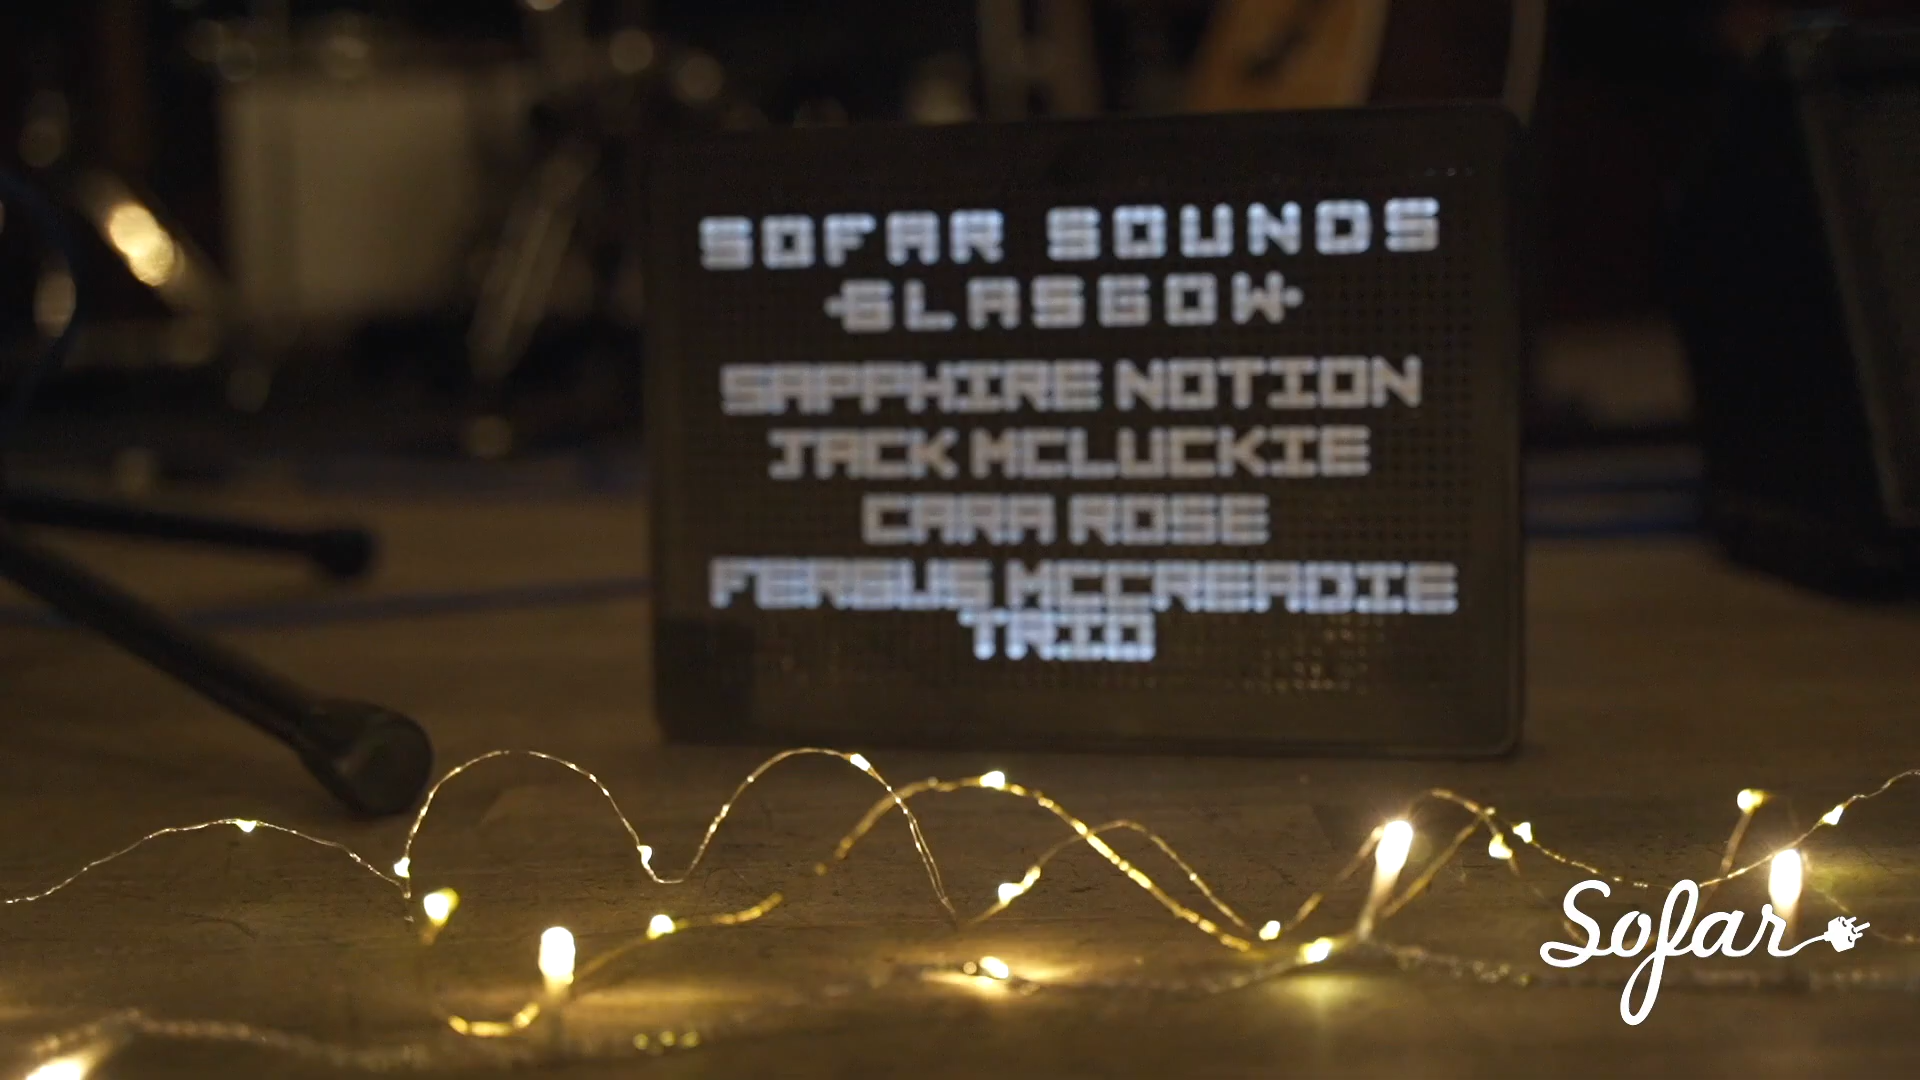 SOFAR SOUNDS
·GLASGOW·
SAPPHIRE NOTION
JACK MCLUCKIE
CARA ROSE
FERGUS MCCREADIE
TRIO
Sofar